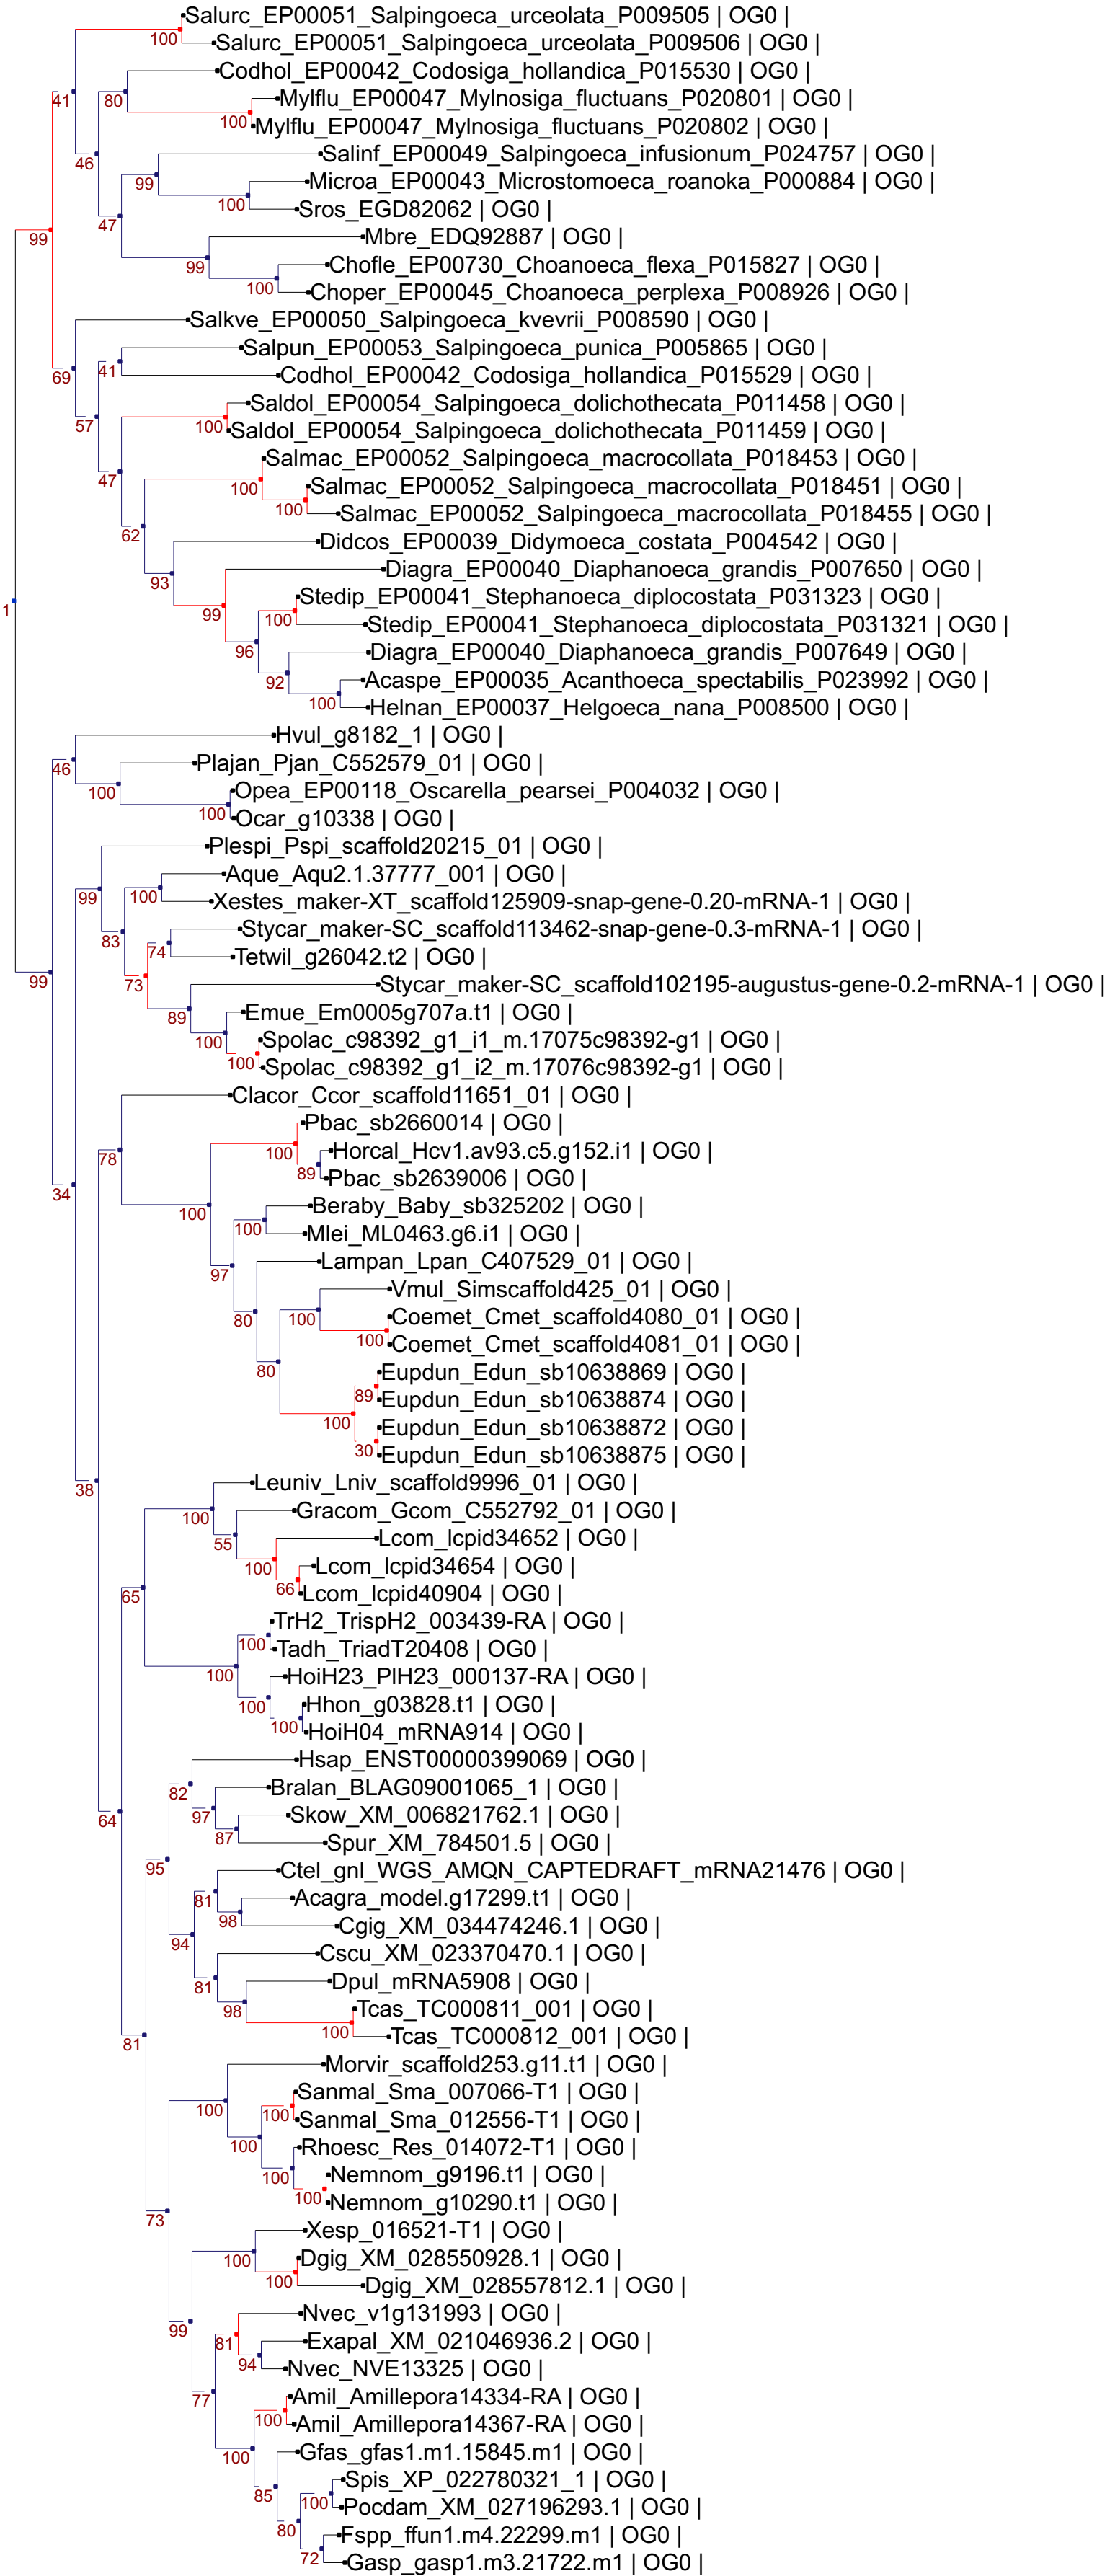 Salurc_EP00051_Salpingoeca_urceolata_P009505 | OG0 |
100
Salurc_EP00051_Salpingoeca_urceolata_P009506 | OG0 |
Codhol_EP00042_Codosiga_hollandica_P015530 | OG0 |
41
80
Mylflu_EP00047_Mylnosiga_fluctuans_P020801 | OG0 |
100
Mylflu_EP00047_Mylnosiga_fluctuans_P020802 | OG0 |
Salinf_EP00049_Salpingoeca_infusionum_P024757 | OG0 |
46
99
Microa_EP00043_Microstomoeca_roanoka_P000884 | OG0 |
100
Sros_EGD82062 | OG0 |
47
99
Mbre_EDQ92887 | OG0 |
99
Chofle_EP00730_Choanoeca_flexa_P015827 | OG0 |
100
Choper_EP00045_Choanoeca_perplexa_P008926 | OG0 |
Salkve_EP00050_Salpingoeca_kvevrii_P008590 | OG0 |
Salpun_EP00053_Salpingoeca_punica_P005865 | OG0 |
69
41
Codhol_EP00042_Codosiga_hollandica_P015529 | OG0 |
Saldol_EP00054_Salpingoeca_dolichothecata_P011458 | OG0 |
57
100
Saldol_EP00054_Salpingoeca_dolichothecata_P011459 | OG0 |
Salmac_EP00052_Salpingoeca_macrocollata_P018453 | OG0 |
47
100
Salmac_EP00052_Salpingoeca_macrocollata_P018451 | OG0 |
100
Salmac_EP00052_Salpingoeca_macrocollata_P018455 | OG0 |
62
Didcos_EP00039_Didymoeca_costata_P004542 | OG0 |
Diagra_EP00040_Diaphanoeca_grandis_P007650 | OG0 |
93
Stedip_EP00041_Stephanoeca_diplocostata_P031323 | OG0 |
1
99
100
Stedip_EP00041_Stephanoeca_diplocostata_P031321 | OG0 |
96
Diagra_EP00040_Diaphanoeca_grandis_P007649 | OG0 |
92
Acaspe_EP00035_Acanthoeca_spectabilis_P023992 | OG0 |
100
Helnan_EP00037_Helgoeca_nana_P008500 | OG0 |
Hvul_g8182_1 | OG0 |
46
Plajan_Pjan_C552579_01 | OG0 |
100
Opea_EP00118_Oscarella_pearsei_P004032 | OG0 |
100
Ocar_g10338 | OG0 |
Plespi_Pspi_scaffold20215_01 | OG0 |
Aque_Aqu2.1.37777_001 | OG0 |
99
100
Xestes_maker-XT_scaffold125909-snap-gene-0.20-mRNA-1 | OG0 |
Stycar_maker-SC_scaffold113462-snap-gene-0.3-mRNA-1 | OG0 |
83
74
Tetwil_g26042.t2 | OG0 |
99
73
Stycar_maker-SC_scaffold102195-augustus-gene-0.2-mRNA-1 | OG0 |
89
Emue_Em0005g707a.t1 | OG0 |
100
Spolac_c98392_g1_i1_m.17075c98392-g1 | OG0 |
100
Spolac_c98392_g1_i2_m.17076c98392-g1 | OG0 |
Clacor_Ccor_scaffold11651_01 | OG0 |
Pbac_sb2660014 | OG0 |
78
100
Horcal_Hcv1.av93.c5.g152.i1 | OG0 |
89
Pbac_sb2639006 | OG0 |
34
100
Beraby_Baby_sb325202 | OG0 |
100
Mlei_ML0463.g6.i1 | OG0 |
97
Lampan_Lpan_C407529_01 | OG0 |
Vmul_Simscaffold425_01 | OG0 |
80
100
Coemet_Cmet_scaffold4080_01 | OG0 |
100
Coemet_Cmet_scaffold4081_01 | OG0 |
80
Eupdun_Edun_sb10638869 | OG0 |
89
Eupdun_Edun_sb10638874 | OG0 |
100
Eupdun_Edun_sb10638872 | OG0 |
30
Eupdun_Edun_sb10638875 | OG0 |
38
Leuniv_Lniv_scaffold9996_01 | OG0 |
100
Gracom_Gcom_C552792_01 | OG0 |
55
Lcom_lcpid34652 | OG0 |
100
Lcom_lcpid34654 | OG0 |
66
Lcom_lcpid40904 | OG0 |
65
TrH2_TrispH2_003439-RA | OG0 |
100
Tadh_TriadT20408 | OG0 |
100
HoiH23_PlH23_000137-RA | OG0 |
100
Hhon_g03828.t1 | OG0 |
100
HoiH04_mRNA914 | OG0 |
Hsap_ENST00000399069 | OG0 |
82
Bralan_BLAG09001065_1 | OG0 |
64
97
Skow_XM_006821762.1 | OG0 |
87
Spur_XM_784501.5 | OG0 |
95
Ctel_gnl_WGS_AMQN_CAPTEDRAFT_mRNA21476 | OG0 |
81
Acagra_model.g17299.t1 | OG0 |
98
Cgig_XM_034474246.1 | OG0 |
94
Cscu_XM_023370470.1 | OG0 |
81
Dpul_mRNA5908 | OG0 |
98
Tcas_TC000811_001 | OG0 |
100
Tcas_TC000812_001 | OG0 |
81
Morvir_scaffold253.g11.t1 | OG0 |
Sanmal_Sma_007066-T1 | OG0 |
100
100
Sanmal_Sma_012556-T1 | OG0 |
100
Rhoesc_Res_014072-T1 | OG0 |
100
Nemnom_g9196.t1 | OG0 |
100
Nemnom_g10290.t1 | OG0 |
73
Xesp_016521-T1 | OG0 |
100
Dgig_XM_028550928.1 | OG0 |
100
Dgig_XM_028557812.1 | OG0 |
Nvec_v1g131993 | OG0 |
99
81
Exapal_XM_021046936.2 | OG0 |
94
Nvec_NVE13325 | OG0 |
77
Amil_Amillepora14334-RA | OG0 |
100
Amil_Amillepora14367-RA | OG0 |
100
Gfas_gfas1.m1.15845.m1 | OG0 |
85
Spis_XP_022780321_1 | OG0 |
100
Pocdam_XM_027196293.1 | OG0 |
80
Fspp_ffun1.m4.22299.m1 | OG0 |
72
Gasp_gasp1.m3.21722.m1 | OG0 |